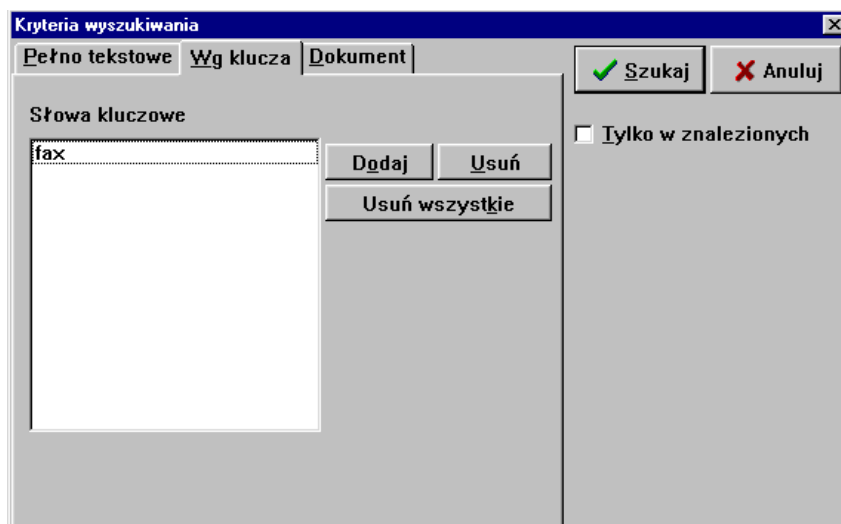 Kryteria wyszukiwania
Pełno tekstowe Wg klucza Dokument
Szukaj Anuluj
Słowa kluczowe
Tylko w znalezionych
fax
Dodaj Usuń
Usuń wszystkie